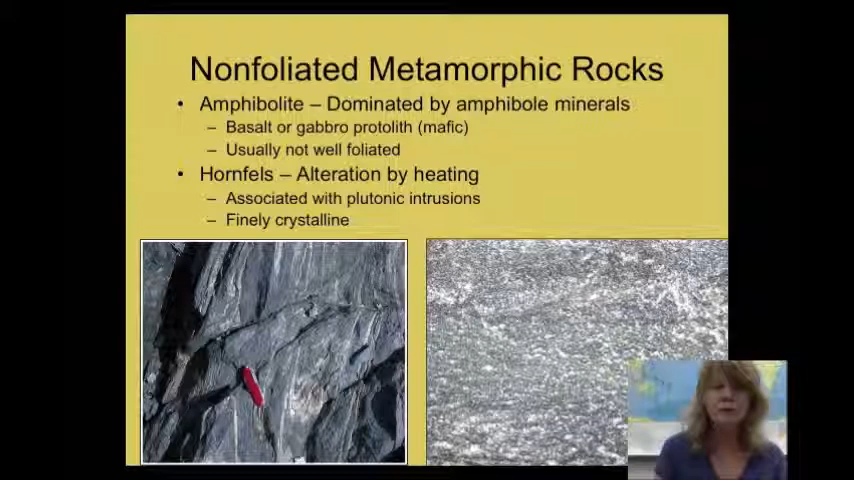 Nonfoliated Metamorphic Rocks
• Amphibolite – Dominated by amphibole minerals
– Basalt or gabbro protolith (mafic)
– Usually not well foliated
• Hornfels – Alteration by heating
– Associated with plutonic intrusions
– Finely crystalline